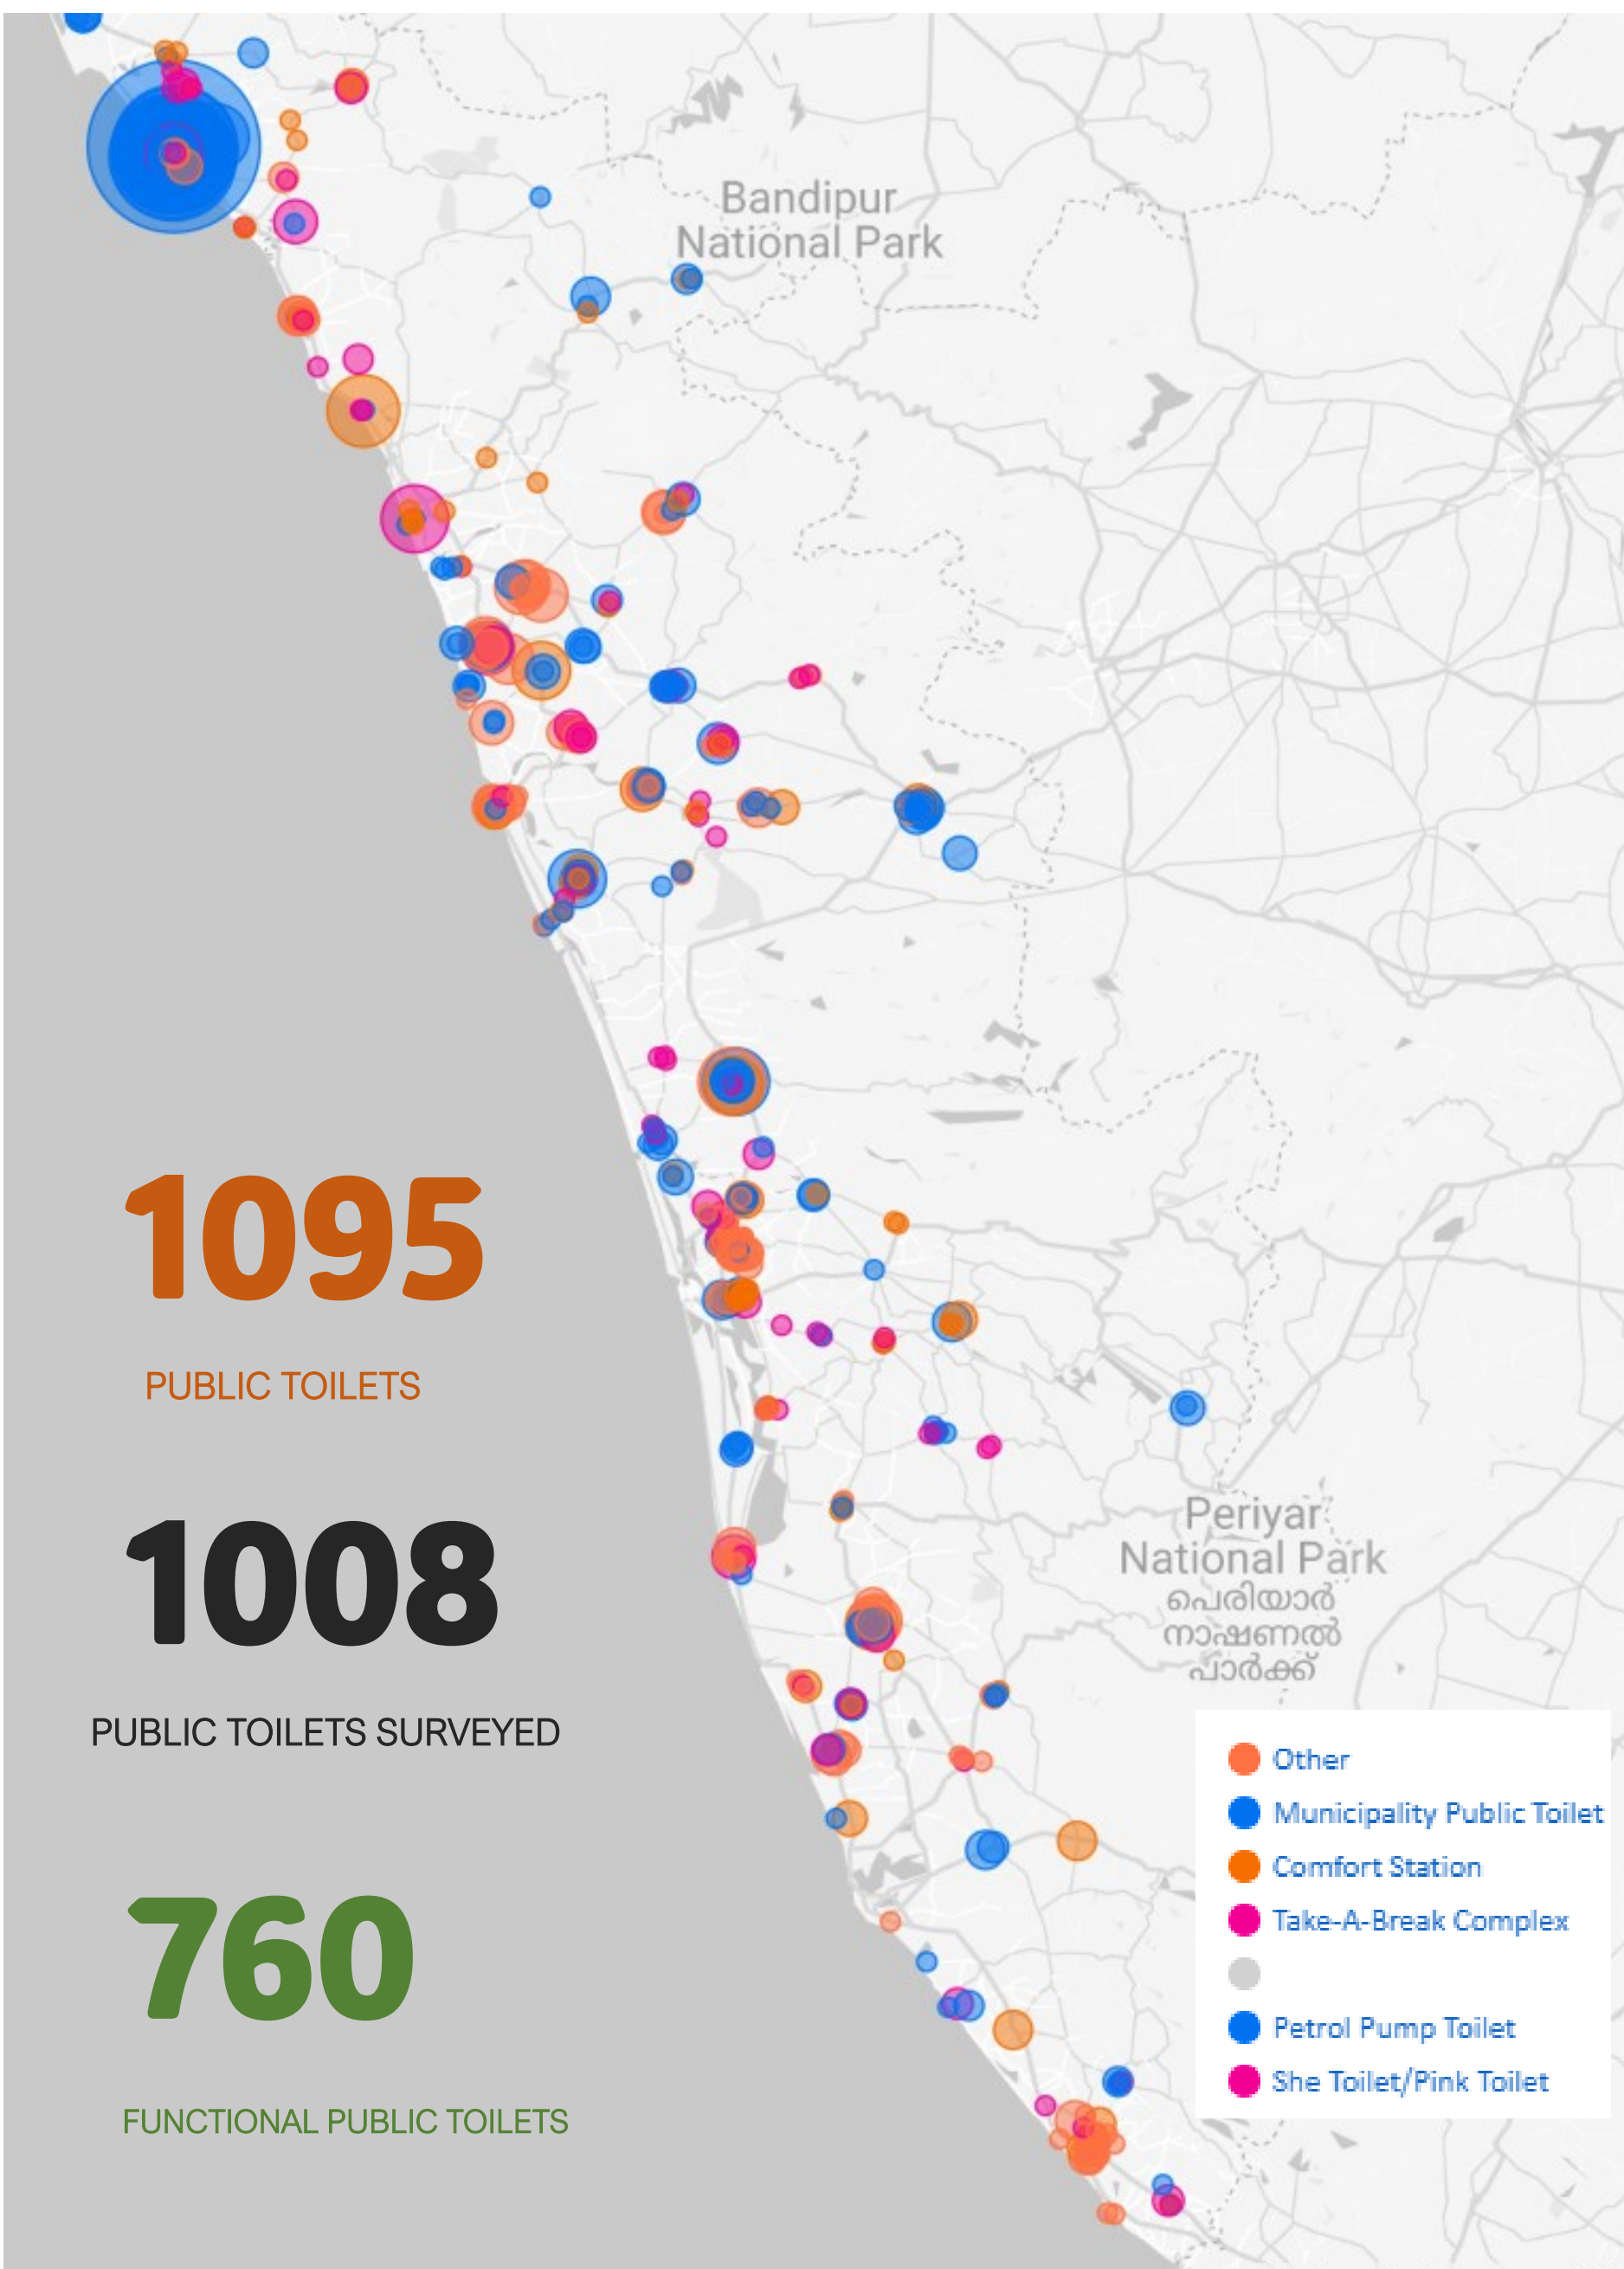 Bandipur
National Park
1095
PUBLIC TOILETS
1008
PUBLIC TOILETS SURVEYED
760
FUNCTIONAL PUBLIC TOILETS
Periyar
National Park
പെരിയാർ
നാഷണൽ
പാർക്ക്
Other
Municipality Public Toilet
Comfort Station
Take-A-Break Complex
Petrol Pump Toilet
She Toilet/Pink Toilet